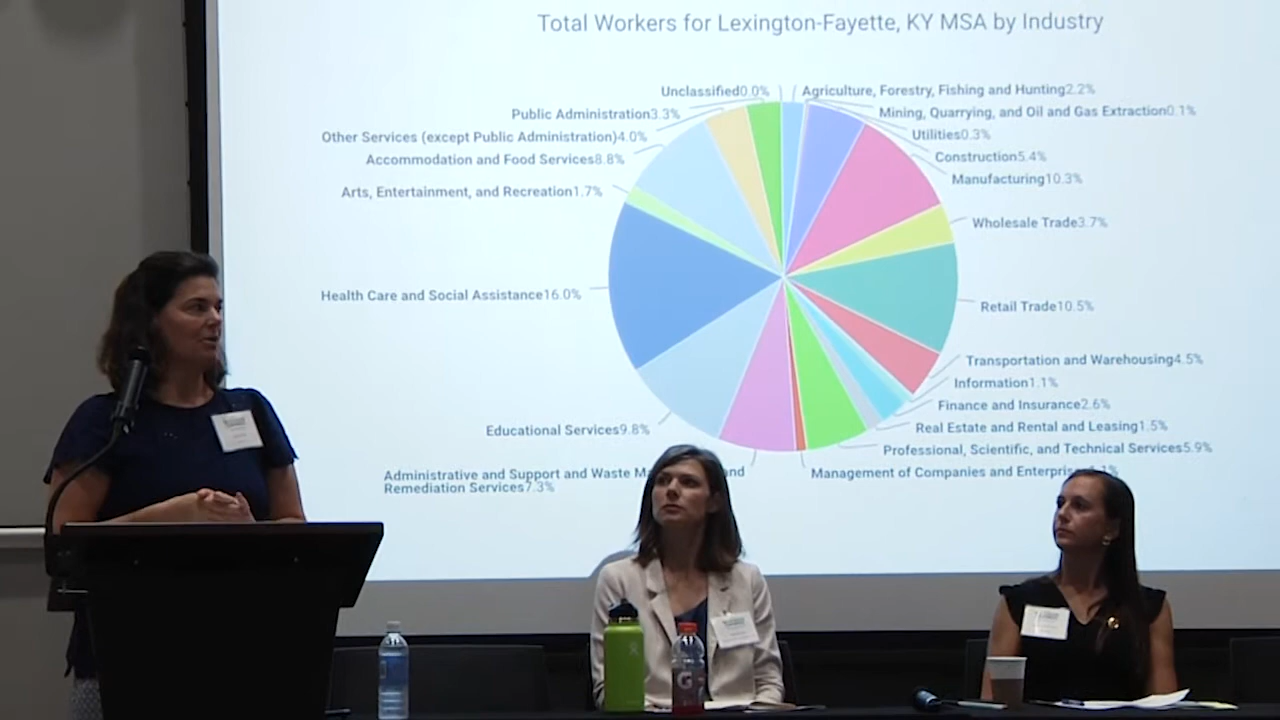 Total Workers for Lexington-Fayette, KY MSA by Industry
Unclassified0.0%
Agriculture, Forestry, Fishing and Hunting2.2%
Public Administration3.3%
Mining, Quarrying, and Oil and Gas Extraction0.1%
Other Services (except Public Administration)4.0%
Utilities0.3%
Accommodation and Food Services8.8%
Construction5.4%
Manufacturing10.3%
Arts, Entertainment, and Recreation1.7%
Wholesale Trade3.7%
Health Care and Social Assistance16.0%
Retail Trade10.5%
Transportation and Warehousing4.5%
Information1.1%
Finance and Insurance2.6%
Real Estate and Rental and Leasing1.5%
Educational Services9.8%
Professional, Scientific, and Technical Services5.9%
Administrative and Support and Waste and
Remediation Services7.3%
Management of Companies and
G